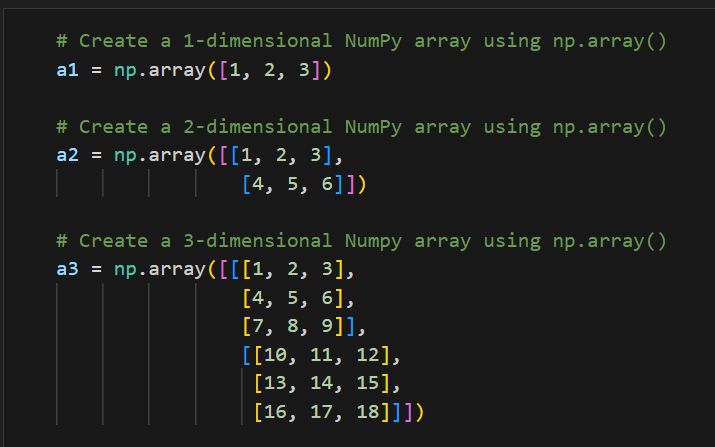 # Create a 1-dimensional NumPy array using np.array()
a1 = np.array([1, 2, 3])
# Create a 2-dimensional NumPy array using np.array()
a2 = np.array([[1, 2, 3],
[4, 5, 6]])
# Create a 3-dimensional Numpy array using np.array()
a3 = np.array([[[1, 2, 3],
[4, 5, 6],
[7, 8, 9]],
[[10, 11, 12],
[13, 14, 15],
[16, 17, 18]]])